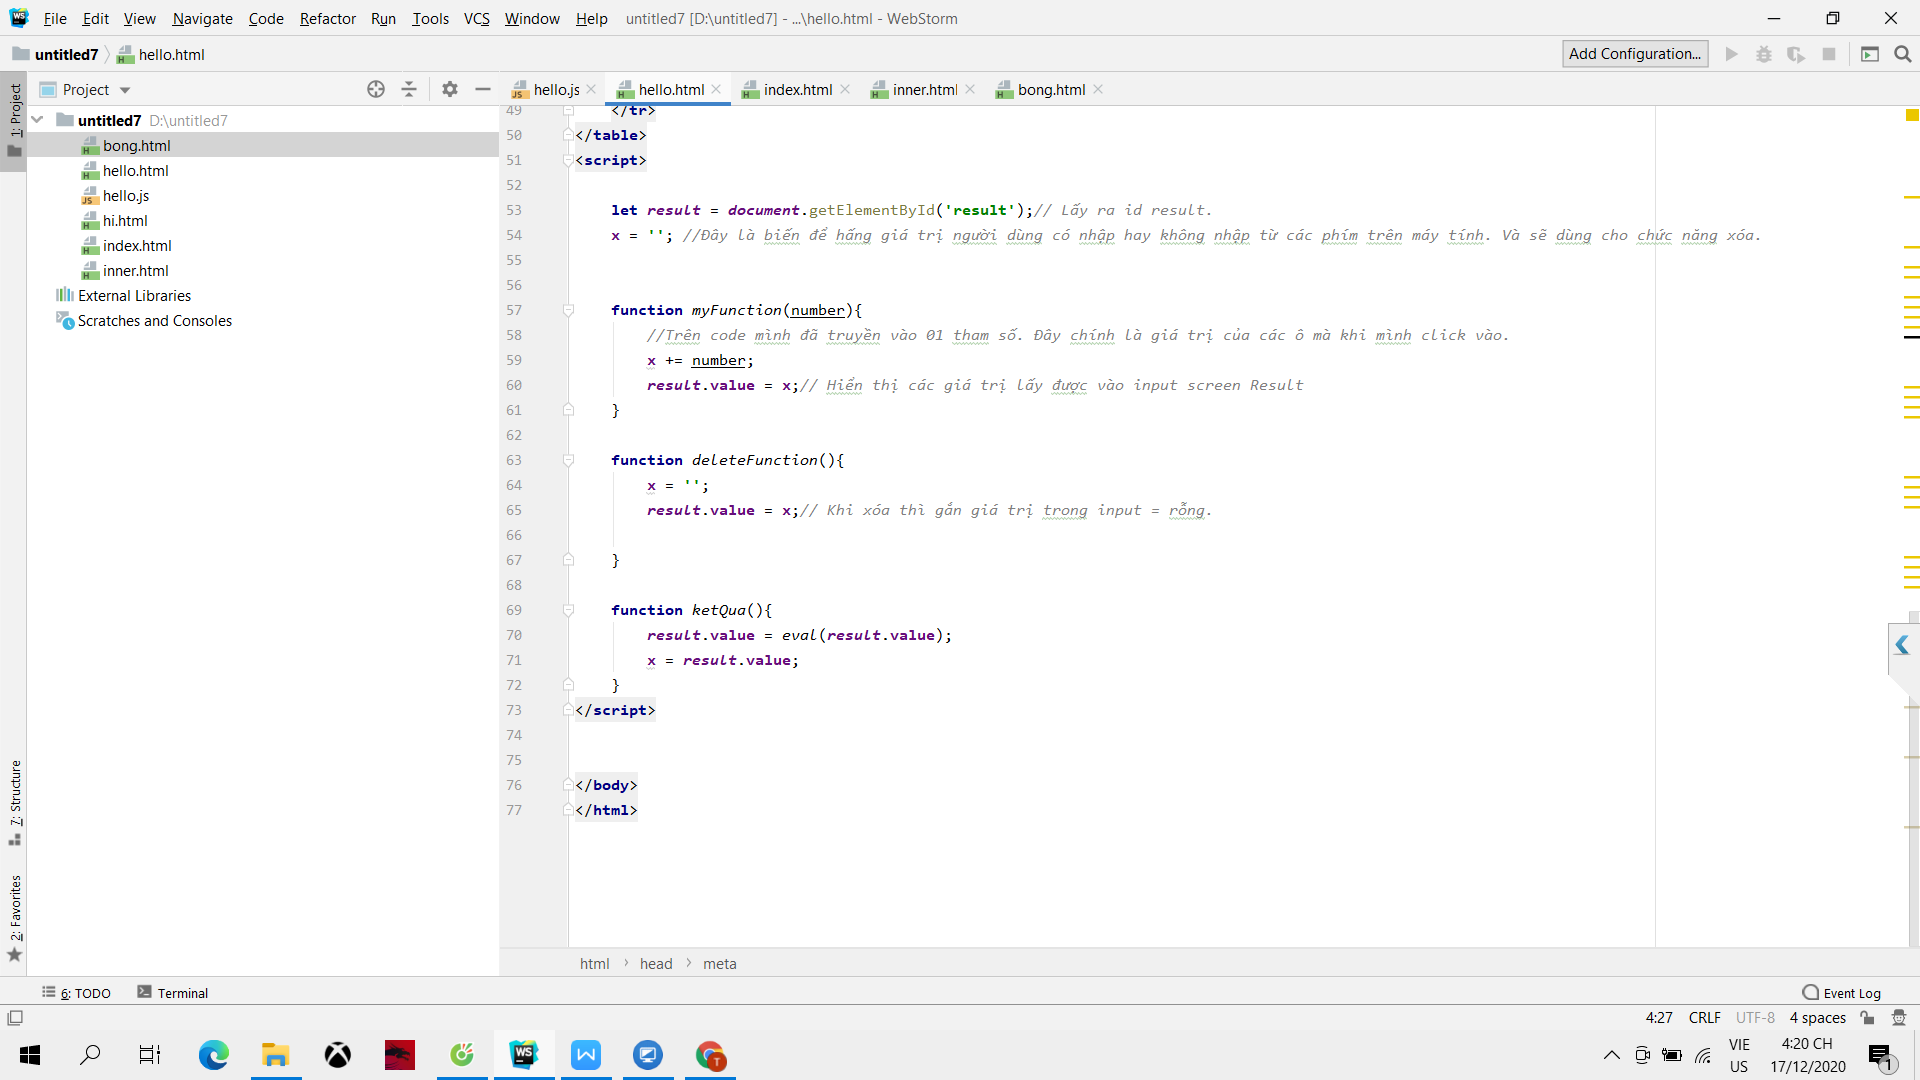 File Edit View Navigate Code Refactor Run Tools VCS Window Help untitled7 [D:\untitled7] - ...\hello.html - WebStorm
untitled7 hello.html Add Configuration...
1: Project
Project
hello.js hello.html index.html inner.html bong.html
untitled7 D:\untitled7
bong.html
hello.html
hello.js
hi.html
index.html
inner.html
External Libraries
Scratches and Consoles
49 </tr>
50 </table>
51 <script>
52
53 let result = document.getElementById('result');// Lấy ra id result.
54 x = ''; //Đây là biến để hứng giá trị người dùng có nhập hay không nhập từ các phím trên máy tính. Và sẽ dùng cho chức năng xóa.
55
56
57 function myFunction(number){
58 //Trên code mình đã truyền vào 01 tham số. Đây chính là giá trị của các ô mà khi mình click vào.
59 x += number;
60 result.value = x;// Hiển thị các giá trị lấy được vào input screen Result
61 }
62
63 function deleteFunction(){
64 x = '';
65 result.value = x;// Khi xóa thì gắn giá trị trong input = rỗng.
66
67 }
68
69 function ketQua(){
70 result.value = eval(result.value);
71 x = result.value;
72 }
73 </script>
74
75
76 </body>
77 </html>
7: Structure
2: Favorites
html head meta
6: TODO Terminal Event Log
4:27 CRLF UTF-8 4 spaces
VIE 4:20 CH
US 17/12/2020 1